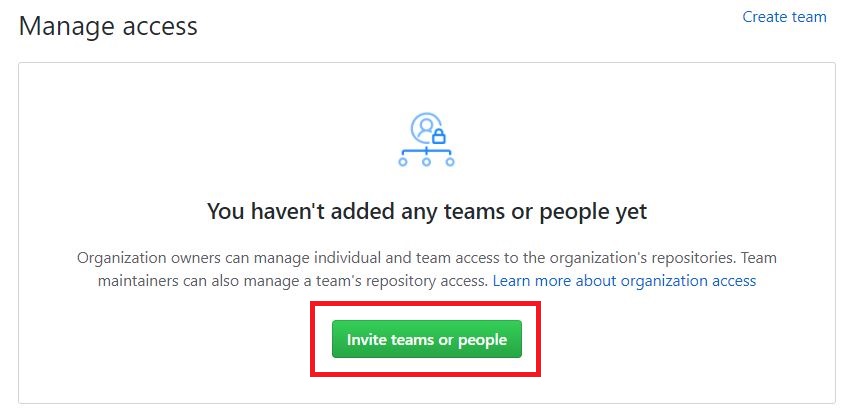 Create team
Manage access
You haven't added any teams or people yet
Organization owners can manage individual and team access to the organization's repositories. Team
maintainers can also manage a team's repository access. Learn more about organization access
Invite teams or people